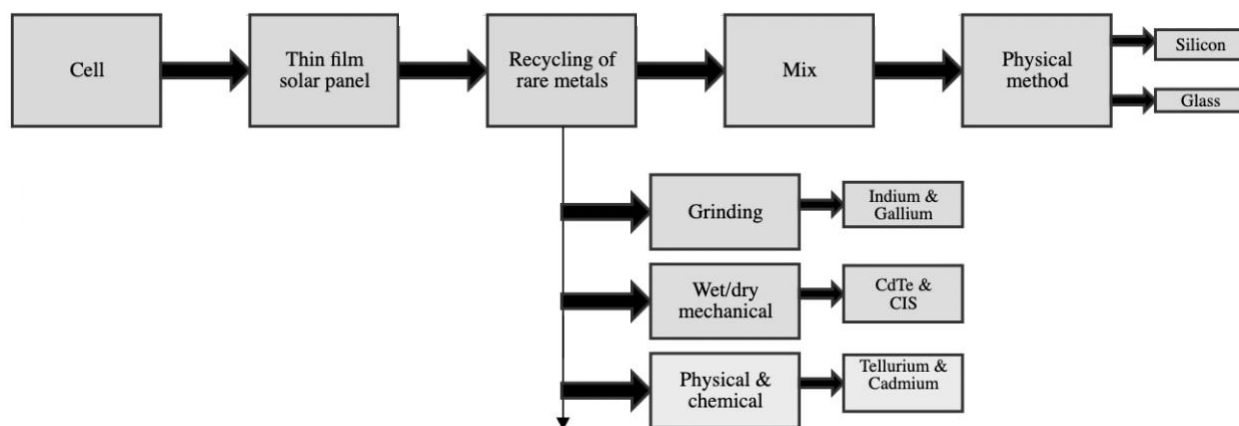 Cell
Thin film
solar panel
Recycling of
rare metals
Mix
Physical
method
Silicon
Glass
Grinding
Indium &
Gallium
Wet/dry
mechanical
CdTe &
CIS
Physical &
chemical
Tellurium &
Cadmium